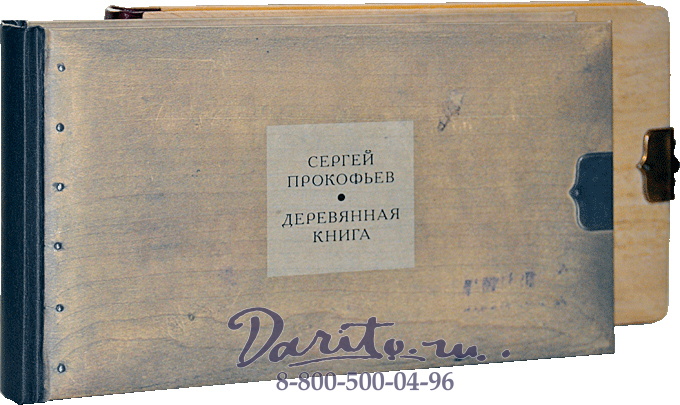 СЕРГЕЙ
ПРОКОФЬЕВ
•
ДЕРЕВЯННАЯ
КНИГА
Darito.ru
8-800-500-04-96